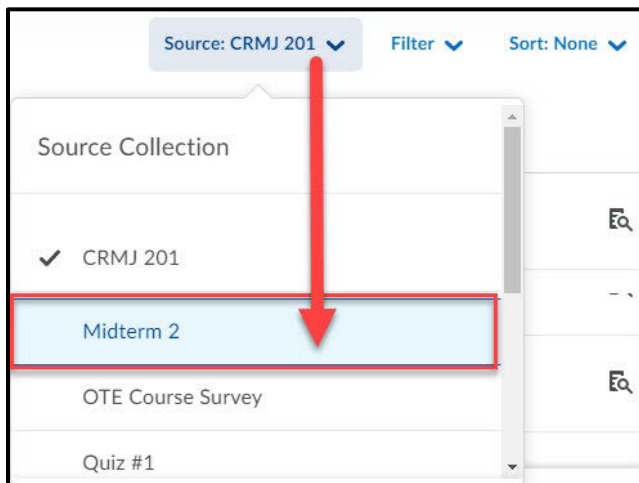 Source: CRMJ 201 Filter Sort: None
Source Collection
CRMJ 201
Midterm 2
OTE Course Survey
Quiz #1